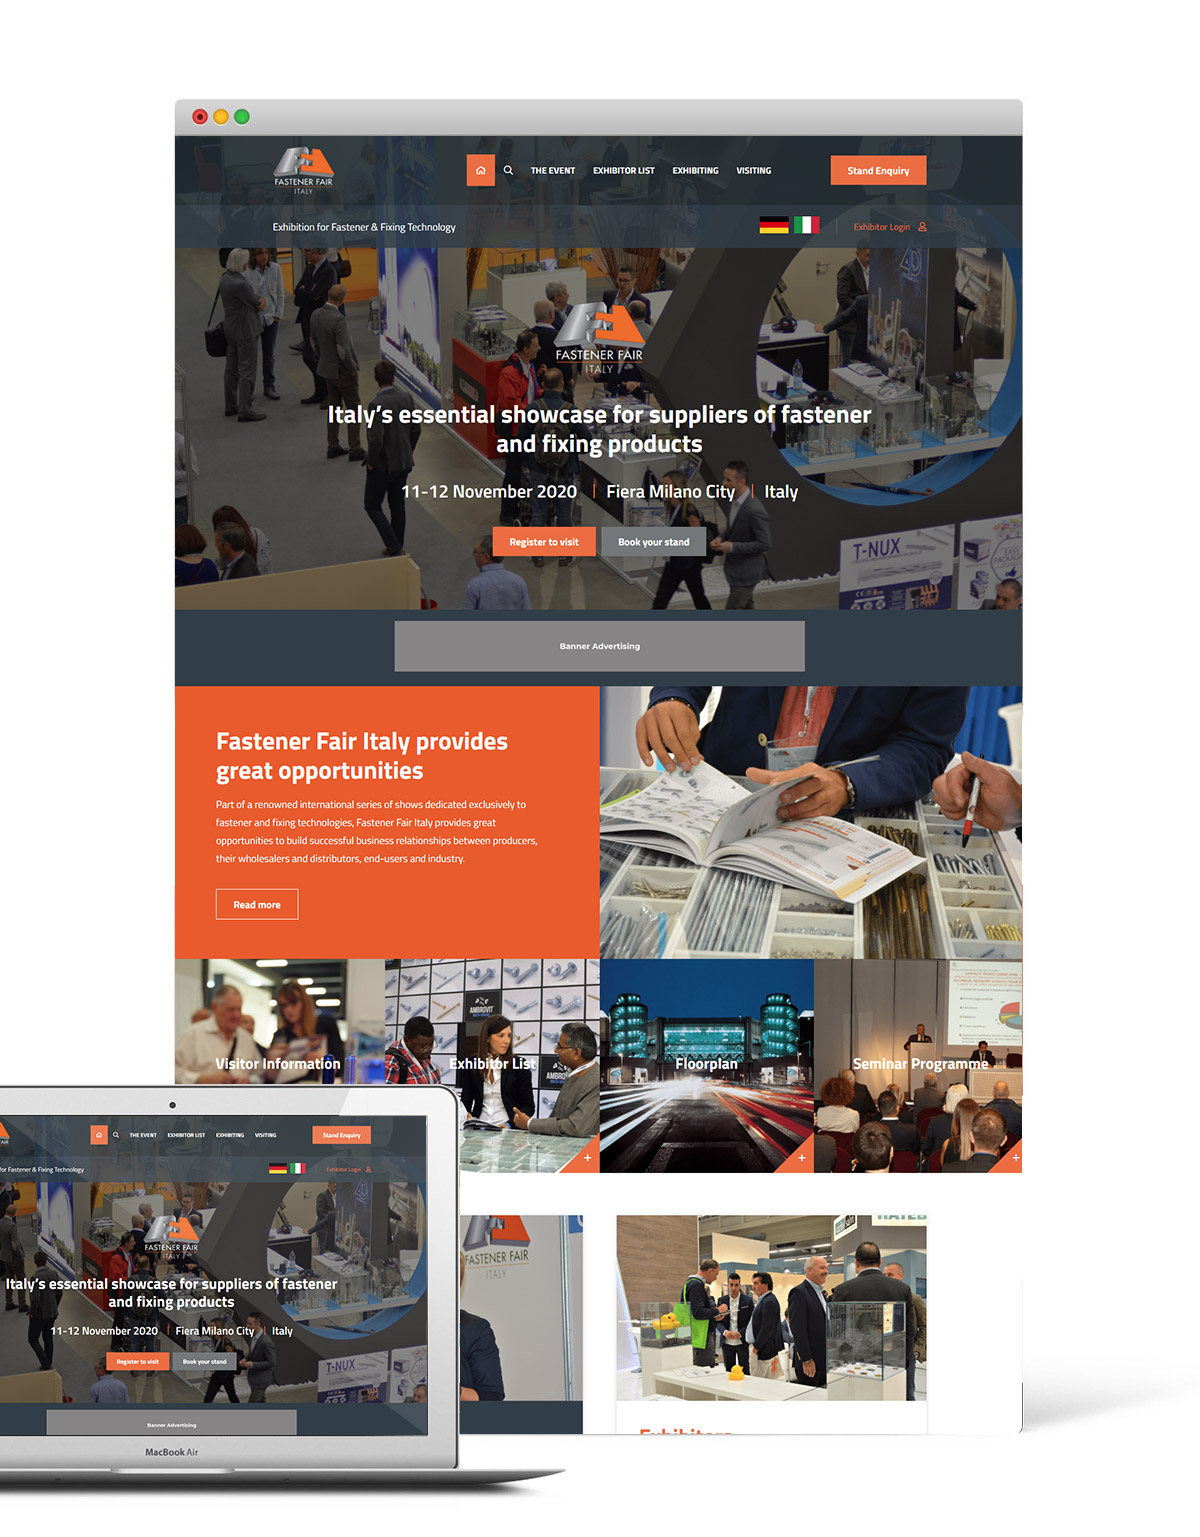 FASTENER FAIR
ITALY
THE EVENT
EXHIBITOR LIST
EXHIBITING
VISITING
Stand Enquiry
Exhibition for Fastener & Fixing Technology
Exhibitor Login
FASTENER FAIR
ITALY
Italy's essential showcase for suppliers of fastener
and fixing products
11-12 November 2020 | Fiera Milano City | Italy
Register to visit
Book your stand
T-NUX
Banner Advertising
Fastener Fair Italy provides
great opportunities
Part of a renowned international series of shows dedicated exclusively to
fastener and fixing technologies, Fastener Fair Italy provides great
opportunities to build successful business relationships between producers,
their wholesalers and distributors, end-users and industry.
Read more
AMBROVIT
Visitor Information
Exhibitor List
Floorplan
Seminar Programme
THE EVENT
EXHIBITOR LIST
EXHIBITING
VISITING
Stand Enquiry
for Fastener & Fixing Technology
Exhibitor Login
FASTENER FAIR
ITALY
Italy's essential showcase for suppliers of fastener
and fixing products
11-12 November 2020 | Fiera Milano City | Italy
Register to visit
Book your stand
T-NUX
Banner Advertising
MacBook Air
FASTENER FAIR
ITALY
Exhibitors